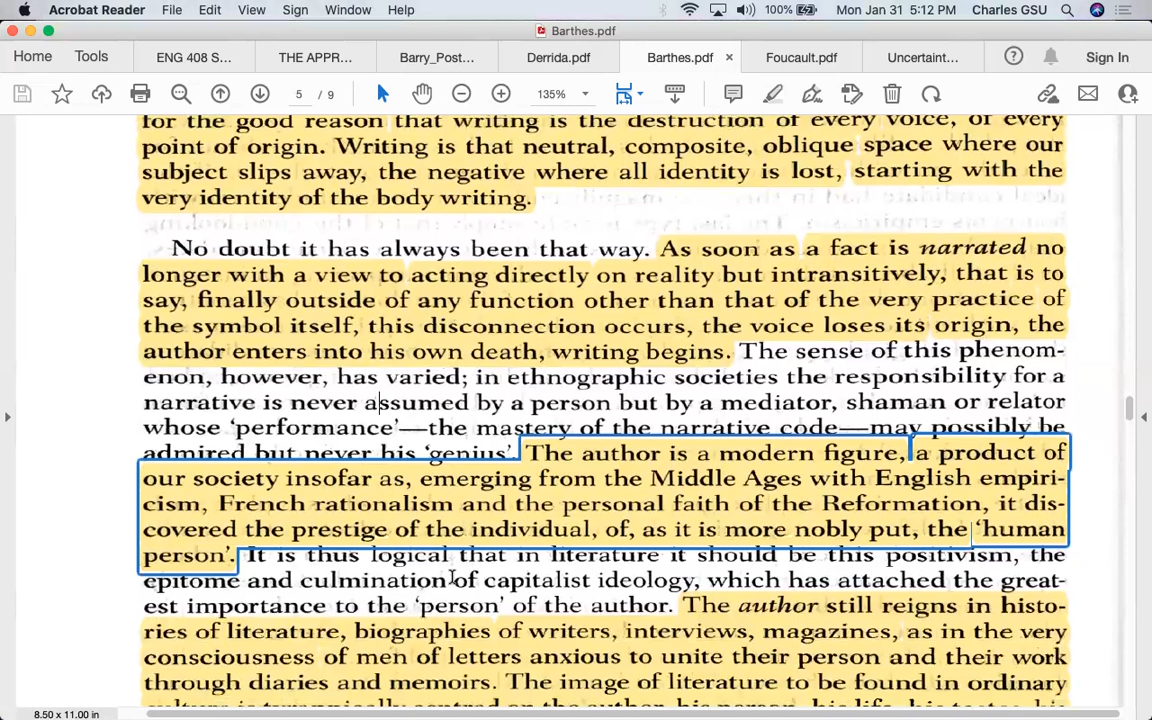 Acrobat Reader File Edit View Sign Window Help 100% Mon Jan 31 5:12 PM Charles GSU
Barthes.pdf
Home Tools ENG 408 S... THE APPR... Barry_Post... Derrida.pdf Barthes.pdf × Foucault.pdf Uncertaint... Sign In
5 / 9 135%
for the good reason that writing is the destruction of every voice, of every
point of origin. Writing is that neutral, composite, oblique space where our
subject slips away, the negative where all identity is lost, starting with the
very identity of the body writing.
No doubt it has always been that way. As soon as a fact is narrated no
longer with a view to acting directly on reality but intransitively, that is to
say, finally outside of any function other than that of the very practice of
the symbol itself, this disconnection occurs, the voice loses its origin, the
author enters into his own death, writing begins. The sense of this phenom-
enon, however, has varied; in ethnographic societies the responsibility for a
narrative is never assumed by a person but by a mediator, shaman or relator
whose ‘performance’—the mastery of the narrative code—may possibly be
admired but never his ‘genius’. The author is a modern figure, a product of
our society insofar as, emerging from the Middle Ages with English empiri-
cism, French rationalism and the personal faith of the Reformation, it dis-
covered the prestige of the individual, of, as it is more nobly put, the ‘human
person’. It is thus logical that in literature it should be this positivism, the
epitome and culmination of capitalist ideology, which has attached the great-
est importance to the ‘person’ of the author. The author still reigns in histo-
ries of literature, biographies of writers, interviews, magazines, as in the very
consciousness of men of letters anxious to unite their person and their work
through diaries and memoirs. The image of literature to be found in ordinary
culture is tyrannically centred on the author, his person, his life, his tastes, his
8.50 x 11.00 in